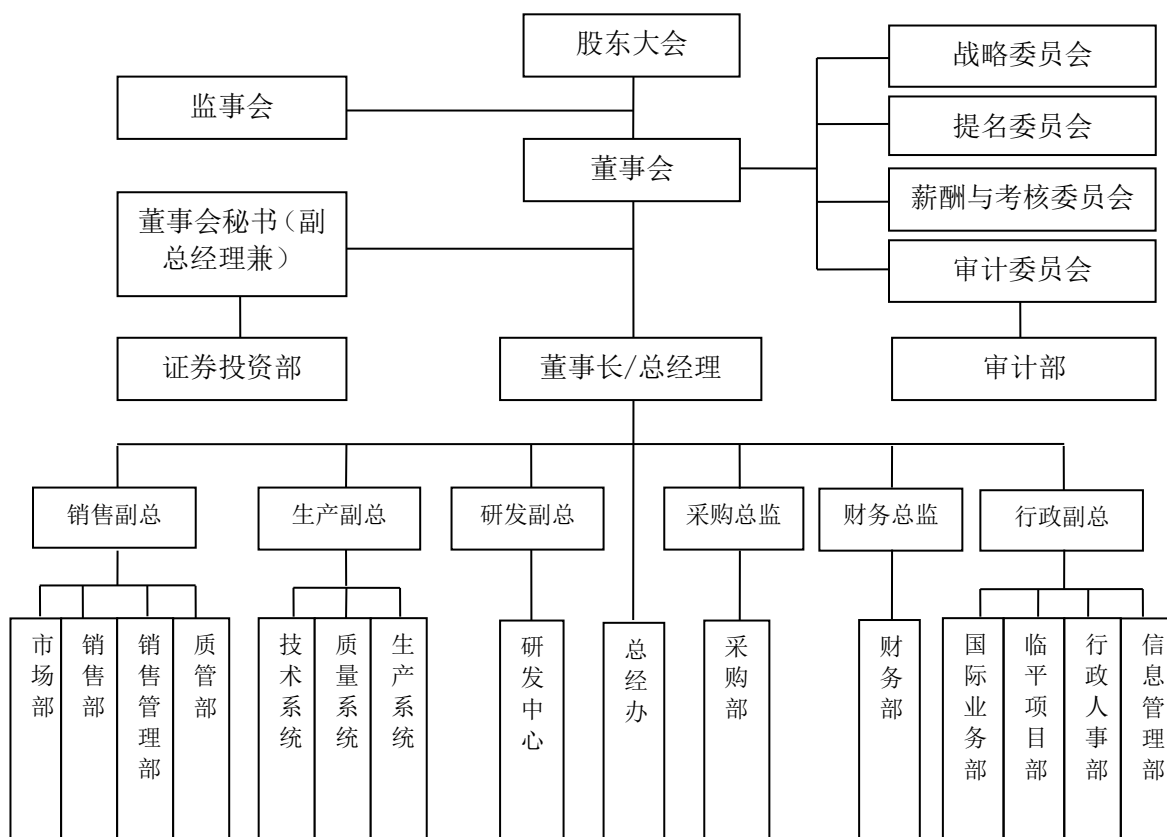 股东大会
战略委员会
监事会
提名委员会
董事会
薪酬与考核委员会
董事会秘书（副
总经理兼）
审计委员会
证券投资部
董事长/总经理
审计部
销售副总
生产副总
研发副总
采购总监
财务总监
行政副总
市场部
销售部
销售管理部
质管部
技术系统
质量系统
生产系统
研发中心
总经办
采购部
财务部
国际业务部
临平项目部
行政人事部
信息管理部